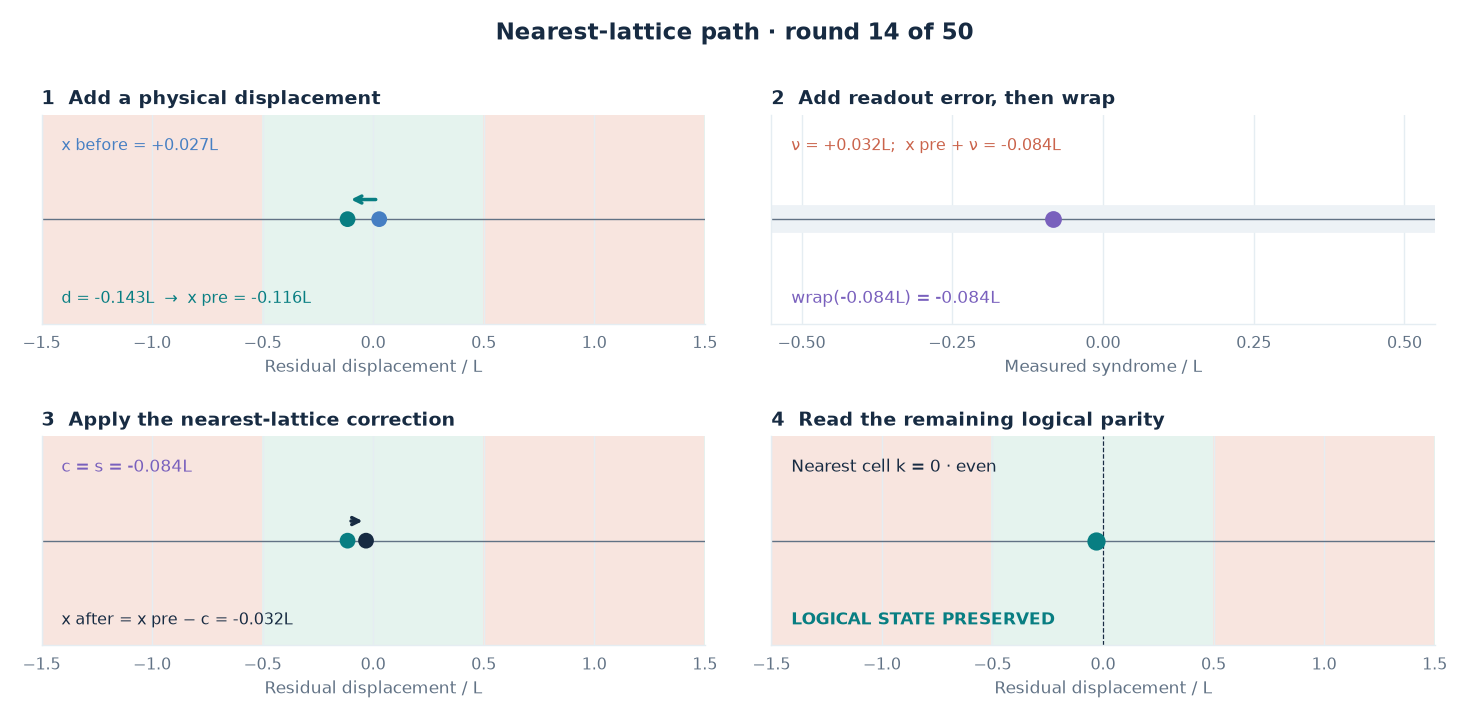 Nearest-lattice path · round 14 of 50
1 Add a physical displacement
x before = +0.027L
d = -0.143L → x pre = -0.116L
−1.5 −1.0 −0.5 0.0 0.5 1.0 1.5
Residual displacement / L
2 Add readout error, then wrap
ν = +0.032L; x pre + ν = -0.084L
wrap(-0.084L) = -0.084L
−0.50 −0.25 0.00 0.25 0.50
Measured syndrome / L
3 Apply the nearest-lattice correction
c = s = -0.084L
x after = x pre − c = -0.032L
−1.5 −1.0 −0.5 0.0 0.5 1.0 1.5
Residual displacement / L
4 Read the remaining logical parity
Nearest cell k = 0 · even
LOGICAL STATE PRESERVED
−1.5 −1.0 −0.5 0.0 0.5 1.0 1.5
Residual displacement / L